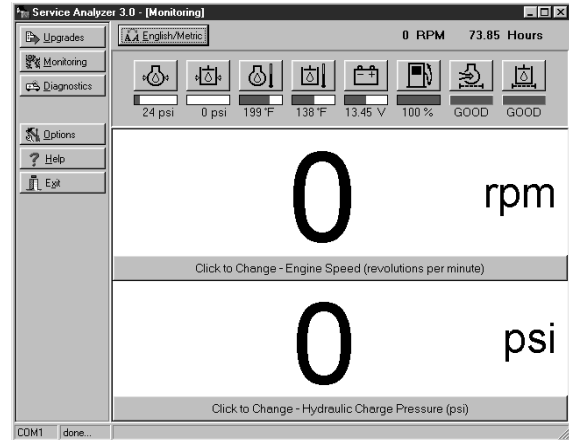 Service Analyzer 3.0 - [Monitoring]
Upgrades
English/Metric
0 RPM 73.85 Hours
Monitoring
Diagnostics
24 psi 0 psi 199 °F 138 °F 13.45 V 100 % GOOD GOOD
Options
Help
Exit
0 rpm
Click to Change - Engine Speed (revolutions per minute)
0 psi
Click to Change - Hydraulic Charge Pressure (psi)
COM1 done...